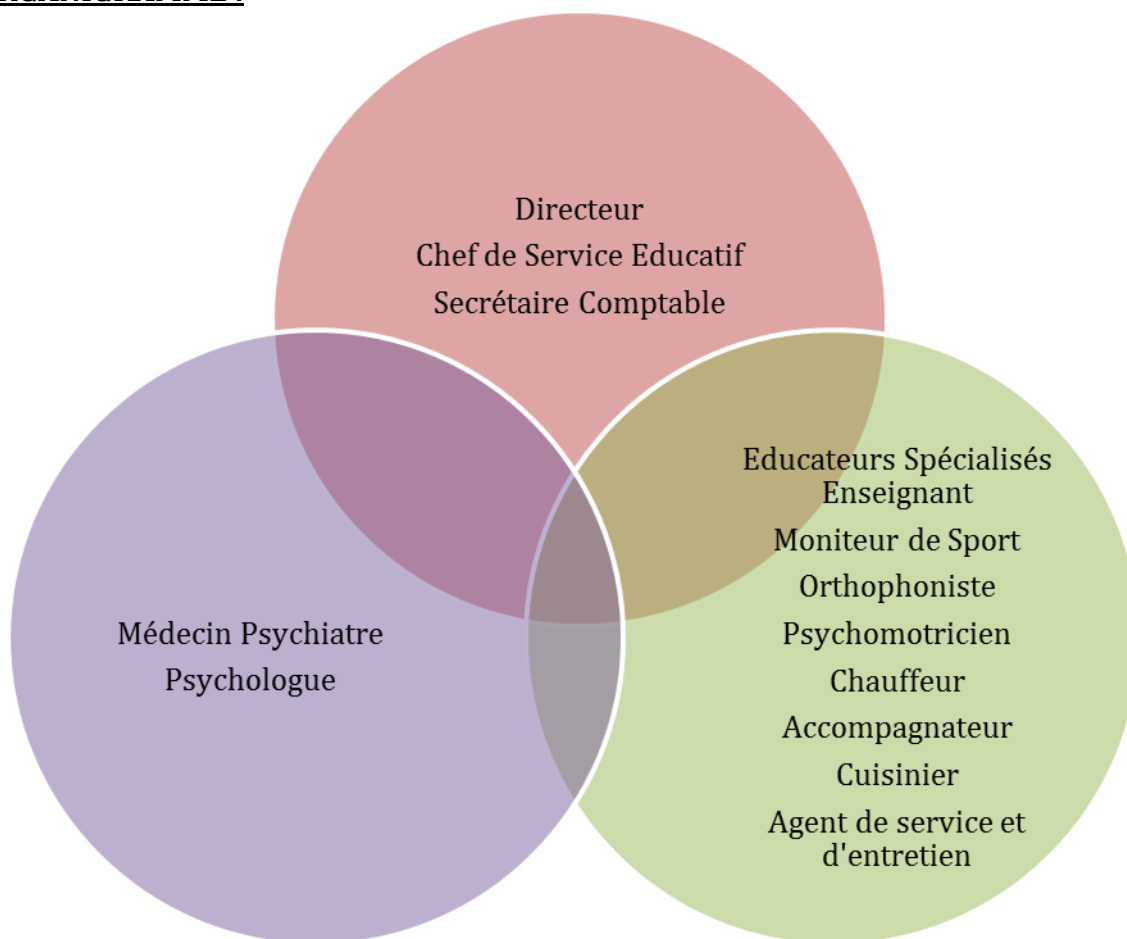 Directeur
Chef de Service Educatif
Secrétaire Comptable
Educateurs Spécialisés
Enseignant
Moniteur de Sport
Orthophoniste
Psychomotricien
Chauffeur
Accompagnateur
Cuisinier
Agent de service et
d'entretien
Médecin Psychiatre
Psychologue